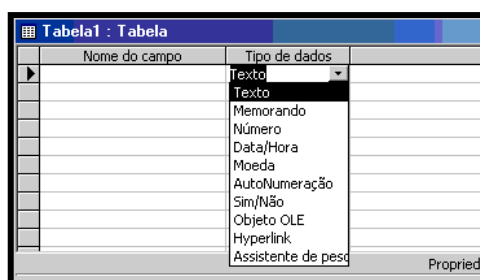 Tabela1 : Tabela
Nome do campo Tipo de dados
Texto
Texto
Memorando
Número
Data/Hora
Moeda
AutoNumeração
Sim/Não
Objeto OLE
Hyperlink
Assistente de pesq
Propried